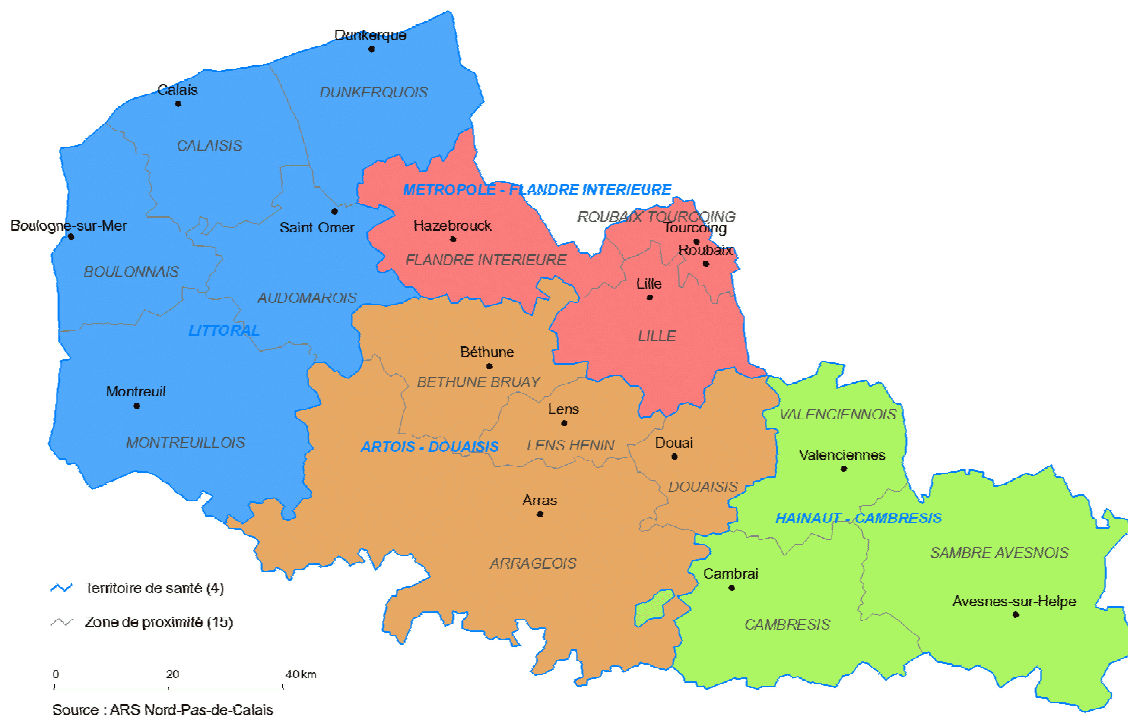 Dunkerque
DUNKERQUOIS
Calais
CALAISIS
METROPOLE - FLANDRE INTERIEURE
ROUBAIX TOURCOING
Boulogne-sur-Mer
Saint Omer
Hazebrouck
Tourcoing
Roubaix
FLANDRE INTERIEURE
BOULONNAIS
Lille
AUDOMAROIS
LITTORAL
LILLE
Béthune
BETHUNE BRUAY
Montreuil
Lens
VALENCIENNOIS
MONTREUILLOIS
ARTOIS - DOUAISIS
LENS HENIN
Douai
Valenciennes
DOUAISIS
Arras
HAINAUT - CAMBRESIS
ARRAGEOIS
SAMBRE AVESNOIS
Cambrai
Avesnes-sur-Helpe
CAMBRESIS
Territoire de santé (4)
Zone de proximité (15)
0 20 40 km
Source : ARS Nord-Pas-de-Calais